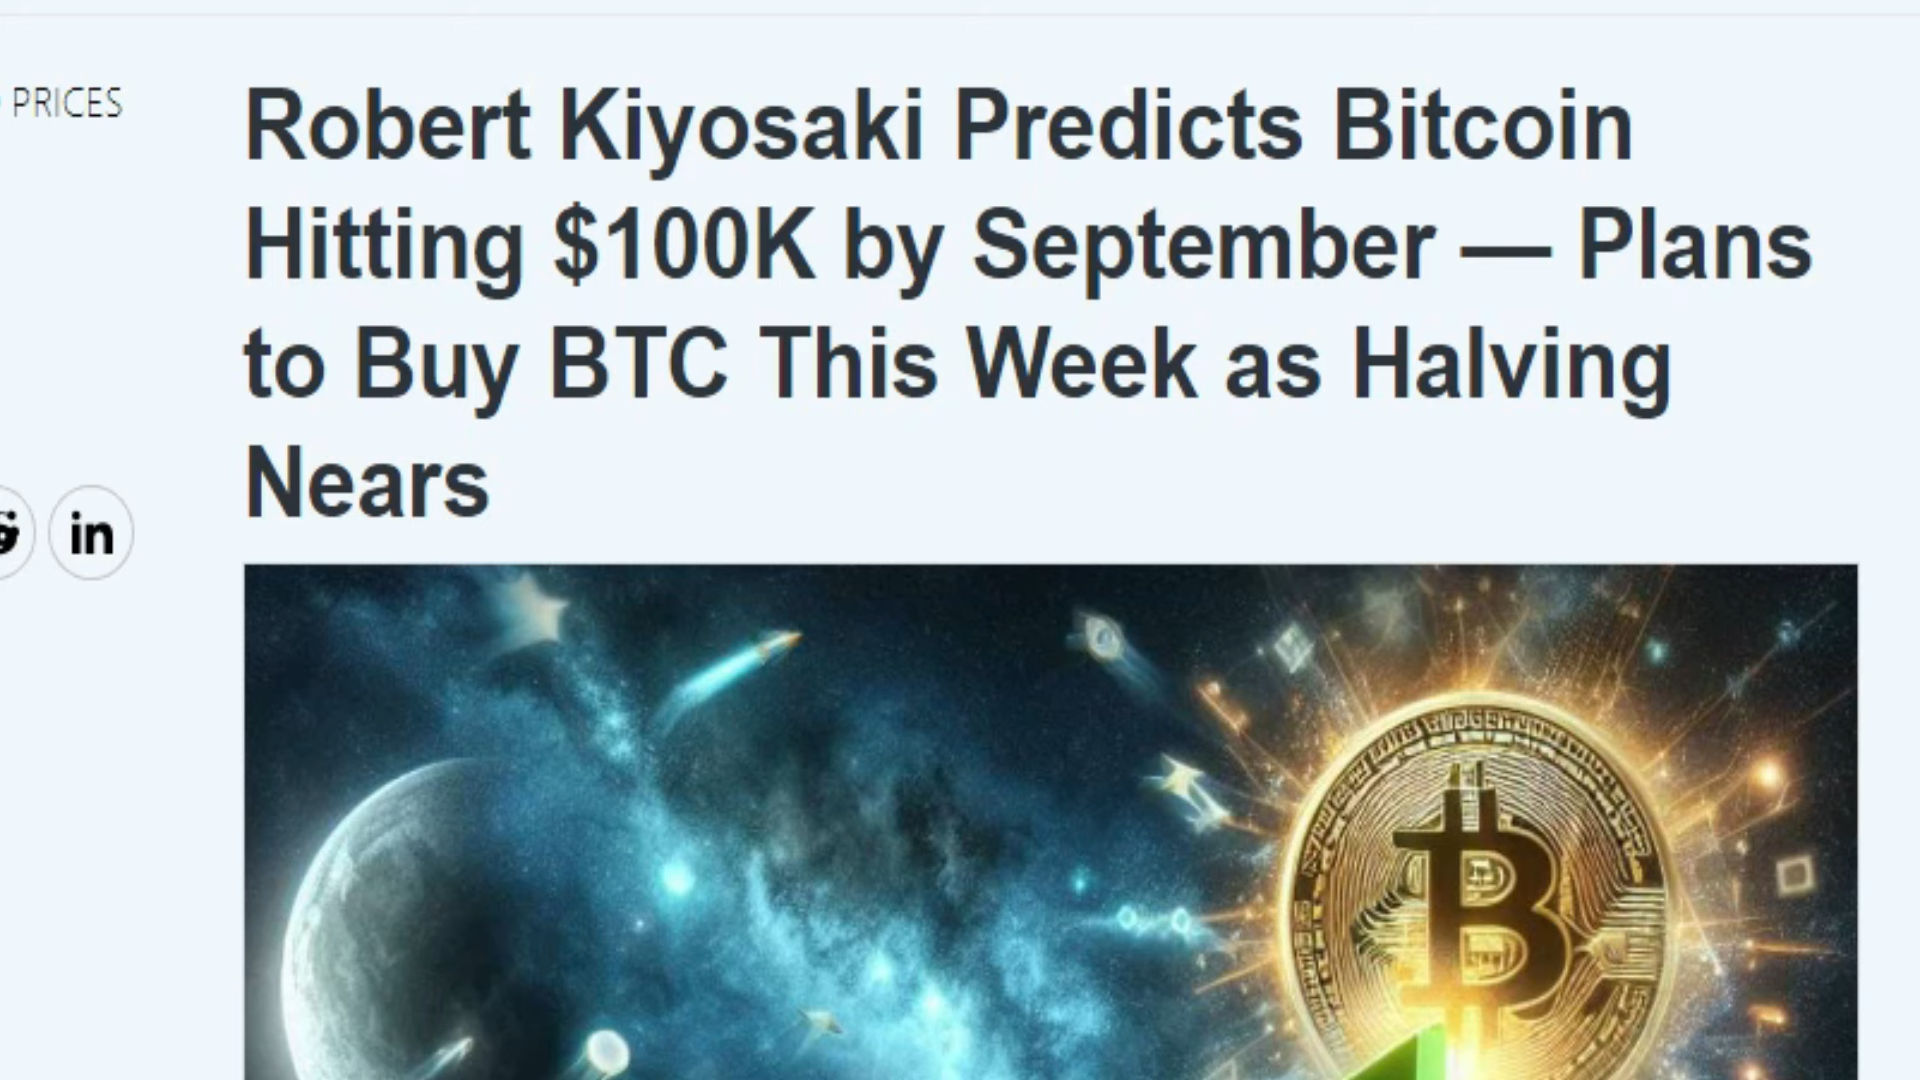 PRICES
Robert Kiyosaki Predicts Bitcoin
Hitting $100K by September — Plans
to Buy BTC This Week as Halving
Nears
in